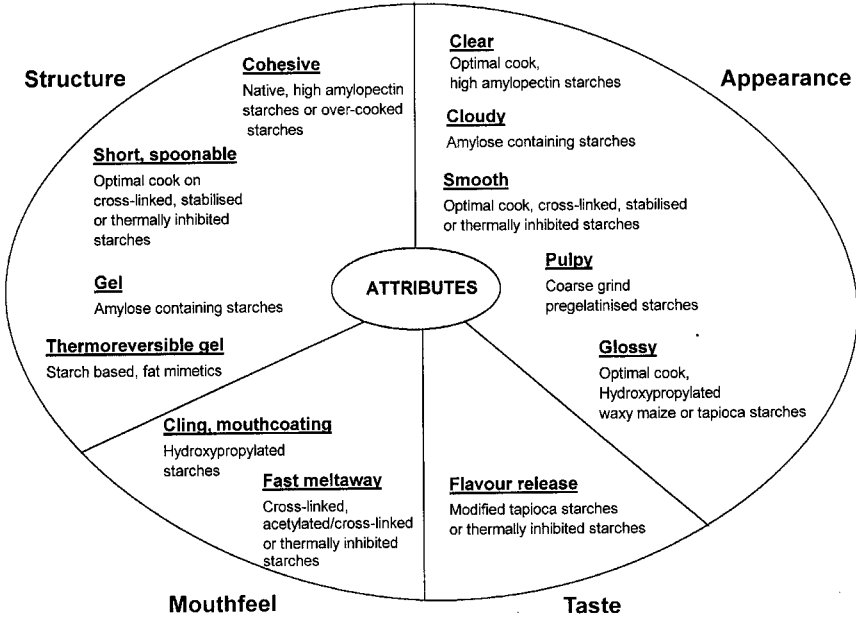 Structure
Cohesive
Native, high amylopectin
starches or over-cooked
starches
Short, spoonable
Optimal cook on
cross-linked, stabilised
or thermally inhibited
starches
Gel
Amylose containing starches
Thermoreversible gel
Starch based, fat mimetics
Appearance
Clear
Optimal cook,
high amylopectin starches
Cloudy
Amylose containing starches
Smooth
Optimal cook, cross-linked, stabilised
or thermally inhibited starches
Pulpy
Coarse grind
pregelatinised starches
Glossy
Optimal cook,
Hydroxypropylated
waxy maize or tapioca starches
ATTRIBUTES
Cling, mouthcoating
Hydroxypropylated
starches
Fast meltaway
Cross-linked,
acetylated/cross-linked
or thermally inhibited
starches
Mouthfeel
Flavour release
Modified tapioca starches
or thermally inhibited starches
Taste